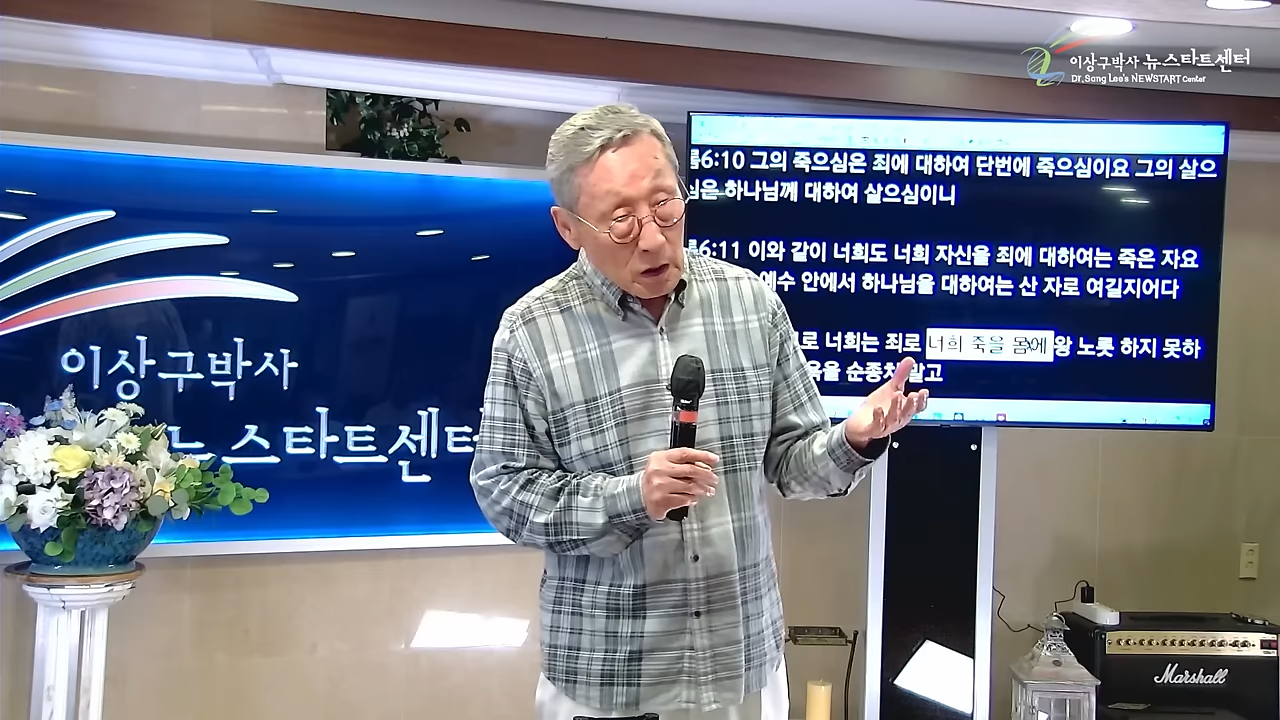 이상구박사 뉴스타트센터
Dr. Sang Lee's NEWSTART Center
롬6:10 그의 죽으심은 죄에 대하여 단번에 죽으심이요 그의 살으
심은 하나님께 대하여 살으심이니
롬6:11 이와 같이 너희도 너희 자신을 죄에 대하여는 죽은 자요
예수 안에서 하나님을 대하여는 산 자로 여길지어다
로 너희는 죄로 너희 죽을 몸에 왕 노릇 하지 못하
욕을 순종치 말고
이상구박사
뉴스타트센터
Marshall